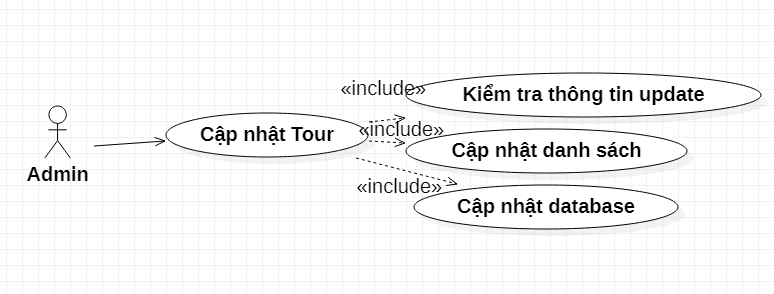 «include»
Kiểm tra thông tin update
Cập nhật Tour
«include»
Cập nhật danh sách
Admin
«include»
Cập nhật database